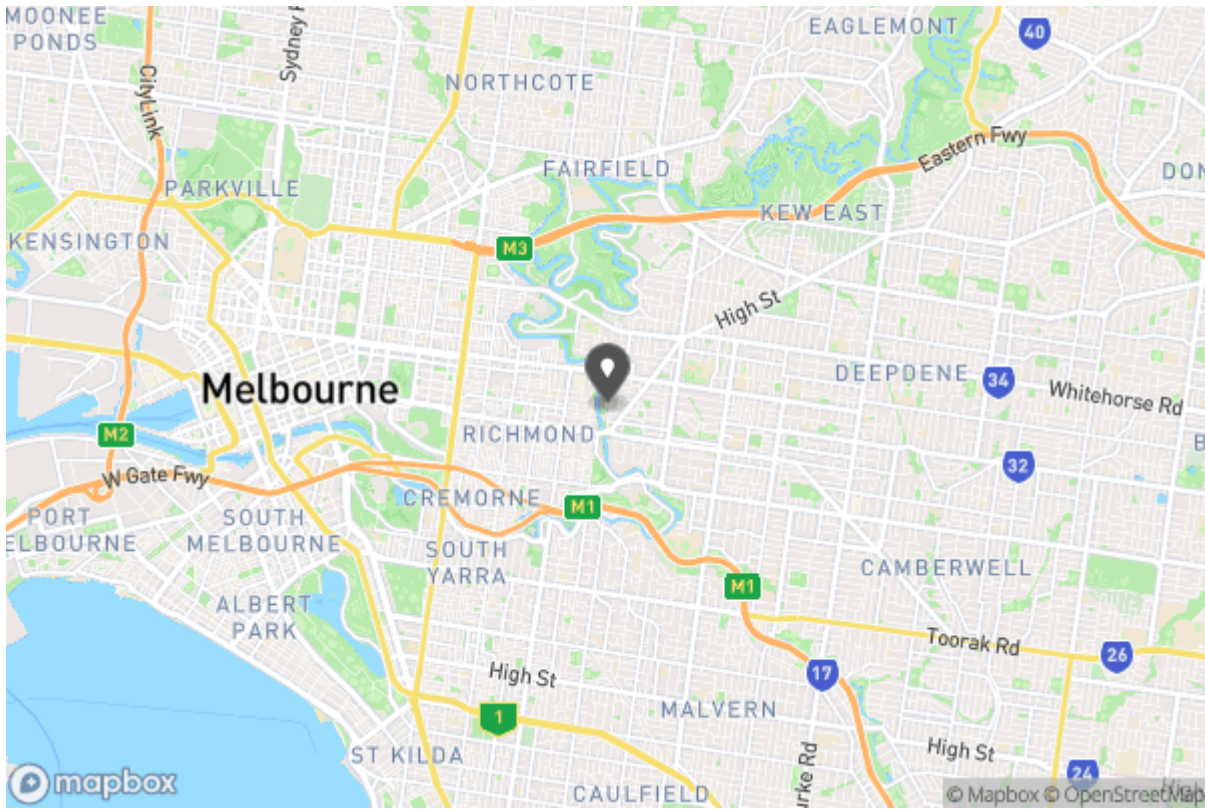 MOONEE
PONDS
CityLink
Sydney R
EAGLEMONT
40
NORTHCOTE
Eastern Fwy
FAIRFIELD
DON
PARKVILLE
KEW EAST
KENSINGTON
M3
High St
Melbourne
DEEPDENE
34
Whitehorse Rd
M2
RICHMOND
B
32
W Gate Fwy
CREMORNE
M1
PORT
ELBOURNE
SOUTH
MELBOURNE
SOUTH
YARRA
CAMBERWELL
M1
ALBERT
PARK
Toorak Rd
26
High St
17
MALVERN
1
ST KILDA
urke Rd
High St
24
High
mapbox
CAULFIELD
© Mapbox © OpenStreetMap